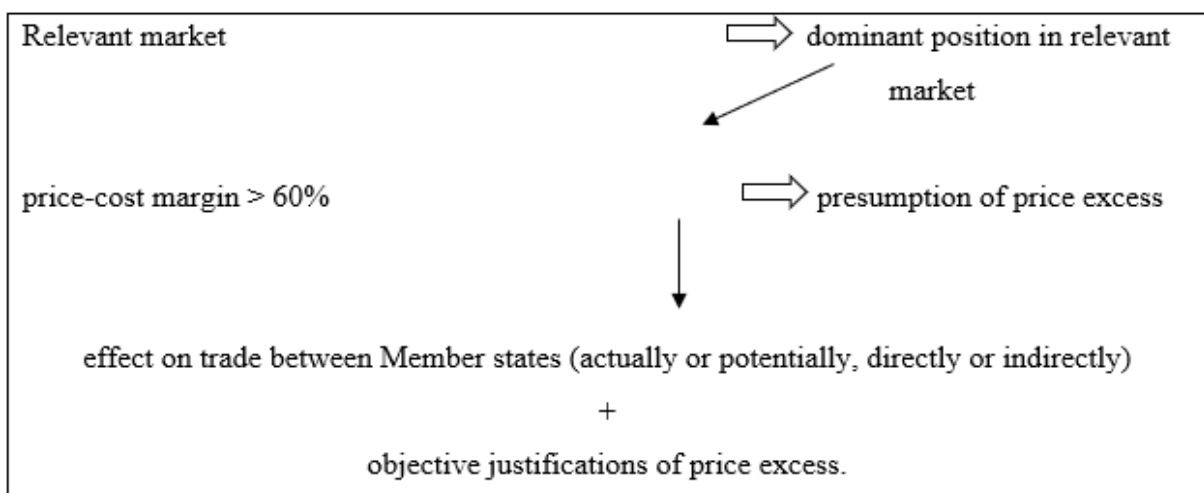 Relevant market dominant position in relevant
market
price-cost margin > 60% presumption of price excess
effect on trade between Member states (actually or potentially, directly or indirectly)
+
objective justifications of price excess.